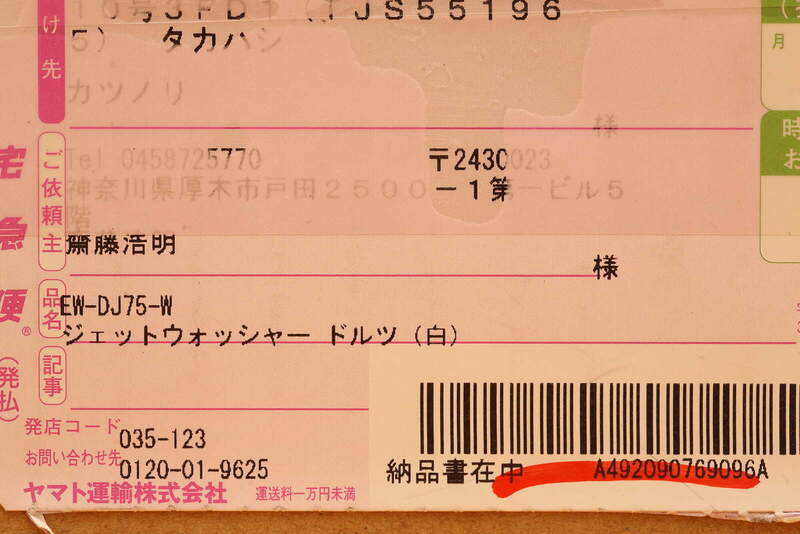 10号3FD1(TJS55196
5) タカハシ
け先
カツノリ
様
月
時
お
宅急便®
(発払)
ご依頼主
Tel 0458725770 〒2430023
神奈川県厚木市戸田2500-1第一ビル5
階
齋藤浩明
様
品名
EW-DJ75-W
ジェットウォッシャー ドルツ(白)
記事
発店コード 035-123
お問い合わせ先 0120-01-9625
納品書在中 A492090769096A
ヤマト運輸株式会社 運送料一万円未満